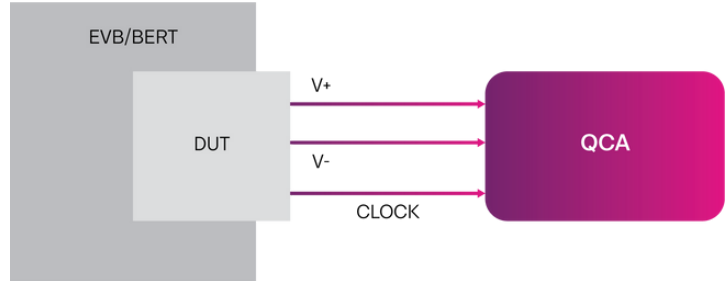 EVB/BERT
V+
DUT
QCA
V-
CLOCK